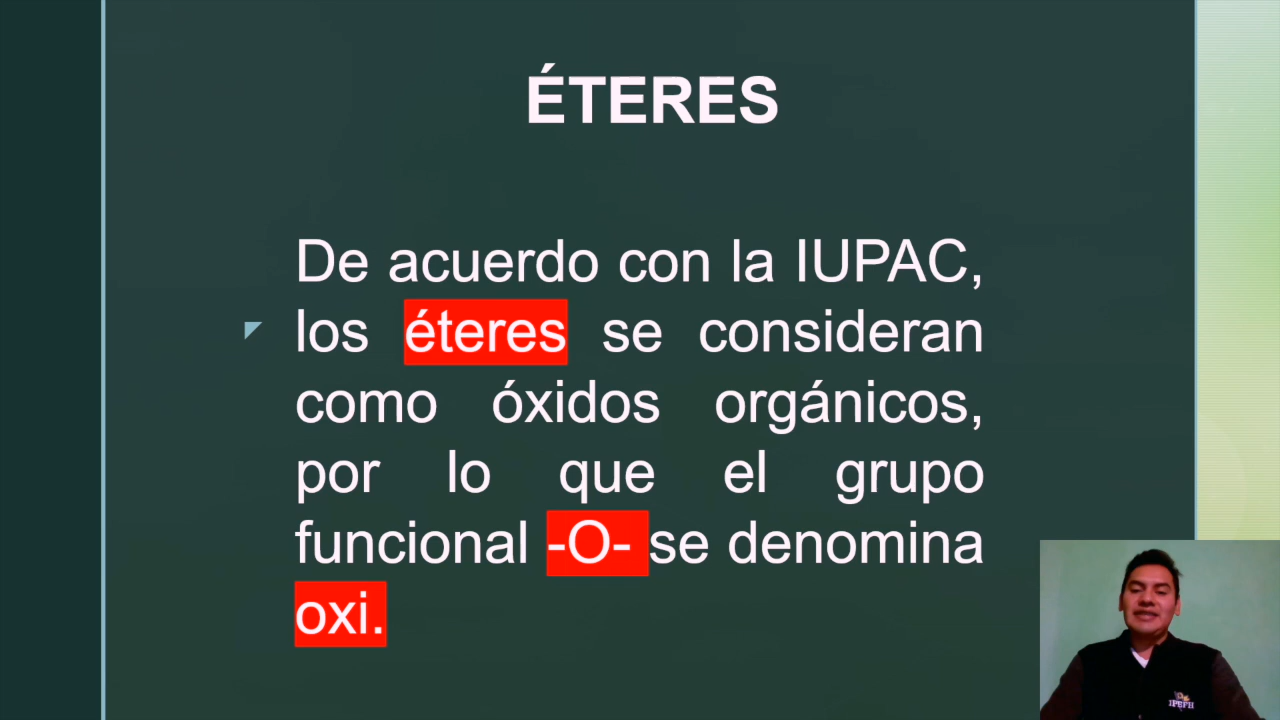 ÉTERES
De acuerdo con la IUPAC,
los éteres se consideran
como óxidos orgánicos,
por lo que el grupo
funcional -O- se denomina
oxi.
IPEFH